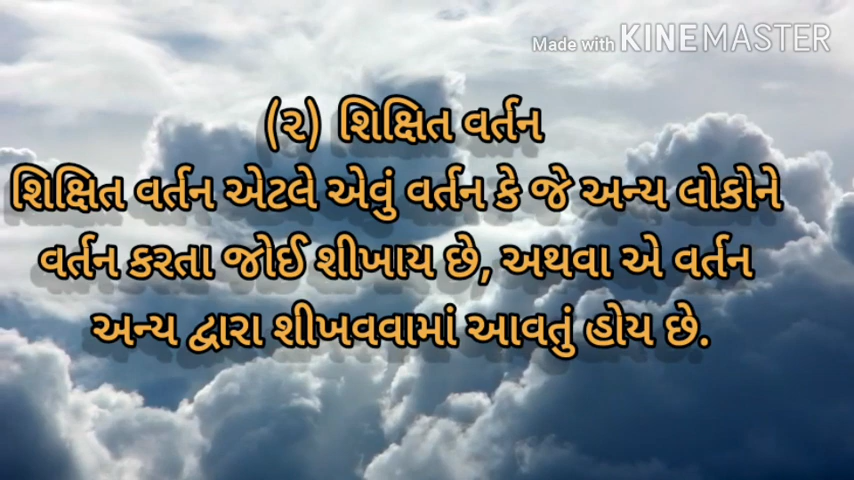 Made with KINEMASTER
(૨) શિક્ષિત વર્તન
શિક્ષિત વર્તન એટલે એવું વર્તન કે જે અન્ય લોકોને
વર્તન કરતા જોઈ શીખાય છે, અથવા એ વર્તન
અન્ય દ્વારા શીખવવામાં આવતું હોય છે.